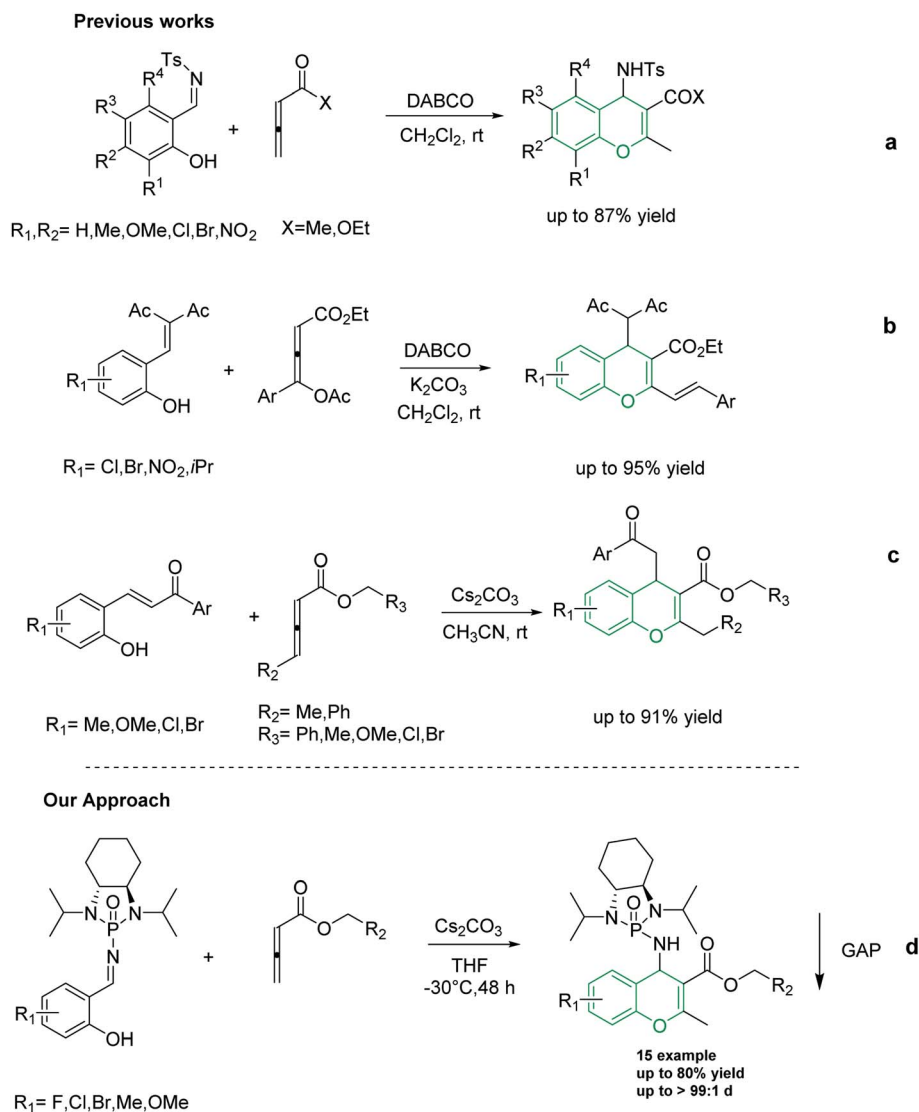 Previous works
Ts
N
R4
R3
R2
R1
OH
+
O
X
DABCO
CH2Cl2, rt
NHTs
R4
R3
R2
R1
O
COX
up to 87% yield
a
R1,R2= H,Me,OMe,Cl,Br,NO2
X=Me,OEt
Ac
Ac
R1
OH
+
CO2Et
Ar
OAc
DABCO
K2CO3
CH2Cl2, rt
Ac
Ac
CO2Et
R1
O
Ar
b
R1= Cl,Br,NO2,iPr
up to 95% yield
O
Ar
R1
OH
+
O
O
R3
R2
Cs2CO3
CH3CN, rt
O
Ar
O
O
R3
R1
O
R2
c
R1= Me,OMe,Cl,Br
R2= Me,Ph
R3= Ph,Me,OMe,Cl,Br
up to 91% yield
Our Approach
N
O
N
P
N
R1
OH
+
O
O
R2
Cs2CO3
THF
-30°C,48 h
N
O
N
P
NH
O
O
R2
R1
O
GAP
d
15 example
up to 80% yield
up to > 99:1 d
R1= F,Cl,Br,Me,OMe